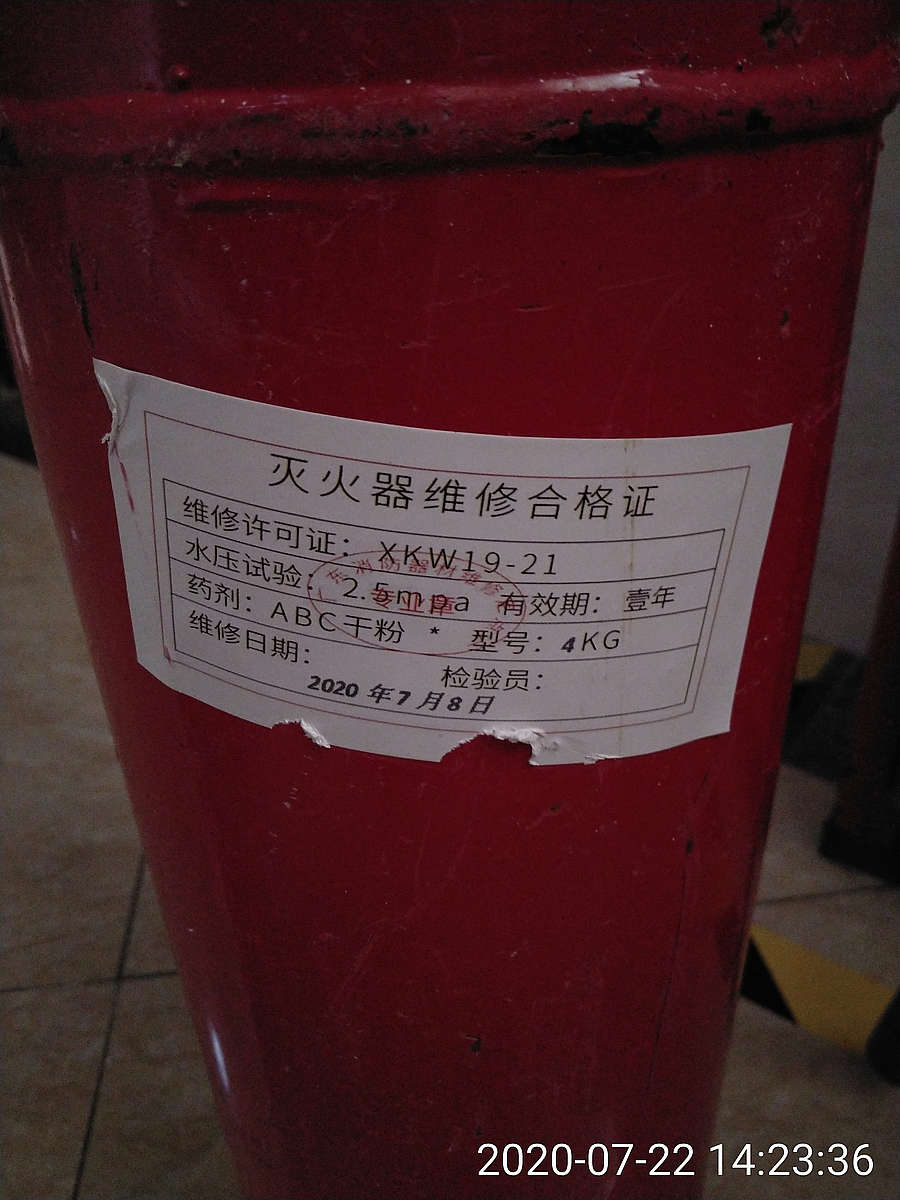 灭火器维修合格证
维修许可证：XKW19-21
水压试验：2.5mpa 有效期：壹年
药剂：ABC干粉 * 型号：4KG
维修日期： 检验员：
2020年7月8日
专业章
2020-07-22 14:23:36